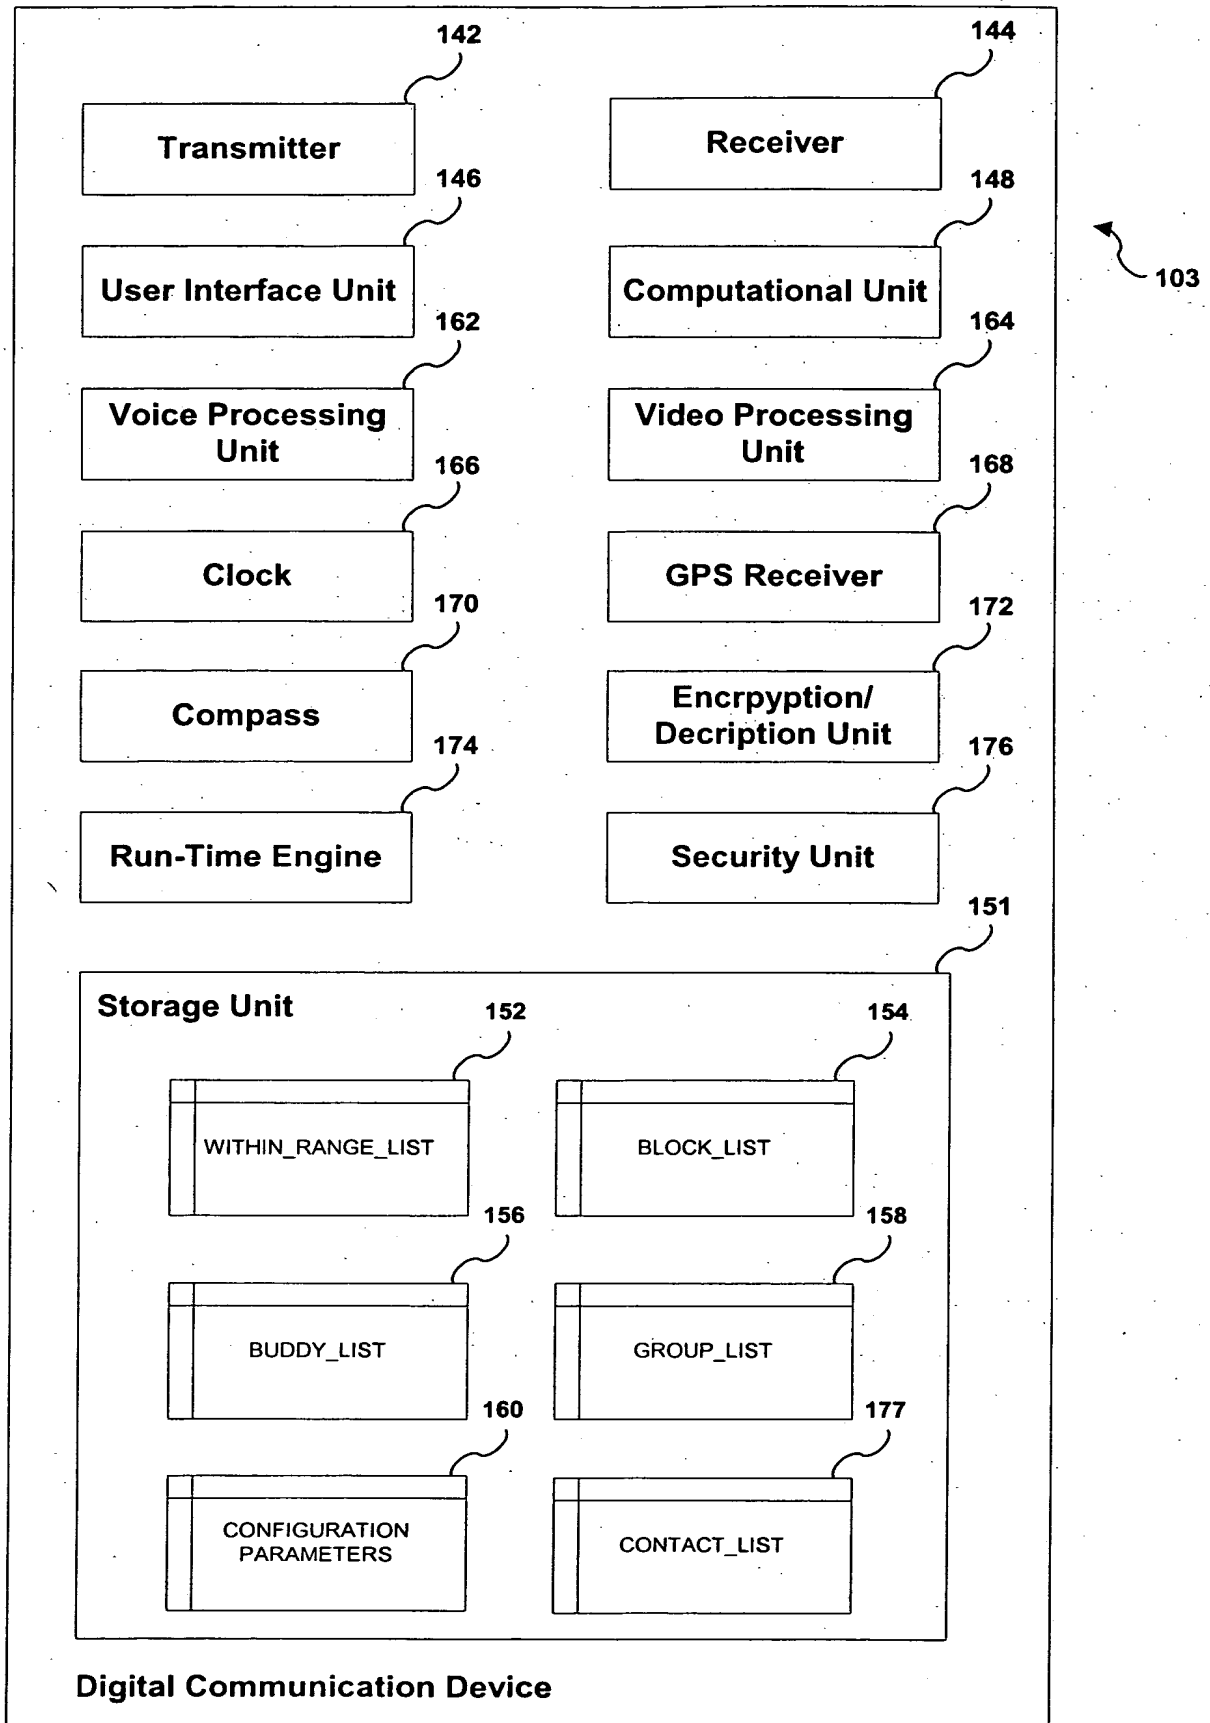 142
144
Transmitter
Receiver
146
148
User Interface Unit
Computational Unit
103
162
164
Voice Processing
Unit
Video Processing
Unit
166
168
Clock
GPS Receiver
170
172
Compass
Encrpyption/
Decription Unit
174
176
Run-Time Engine
Security Unit
151
Storage Unit
152
154
WITHIN_RANGE_LIST
BLOCK_LIST
156
158
BUDDY_LIST
GROUP_LIST
160
177
CONFIGURATION
PARAMETERS
CONTACT_LIST
Digital Communication Device